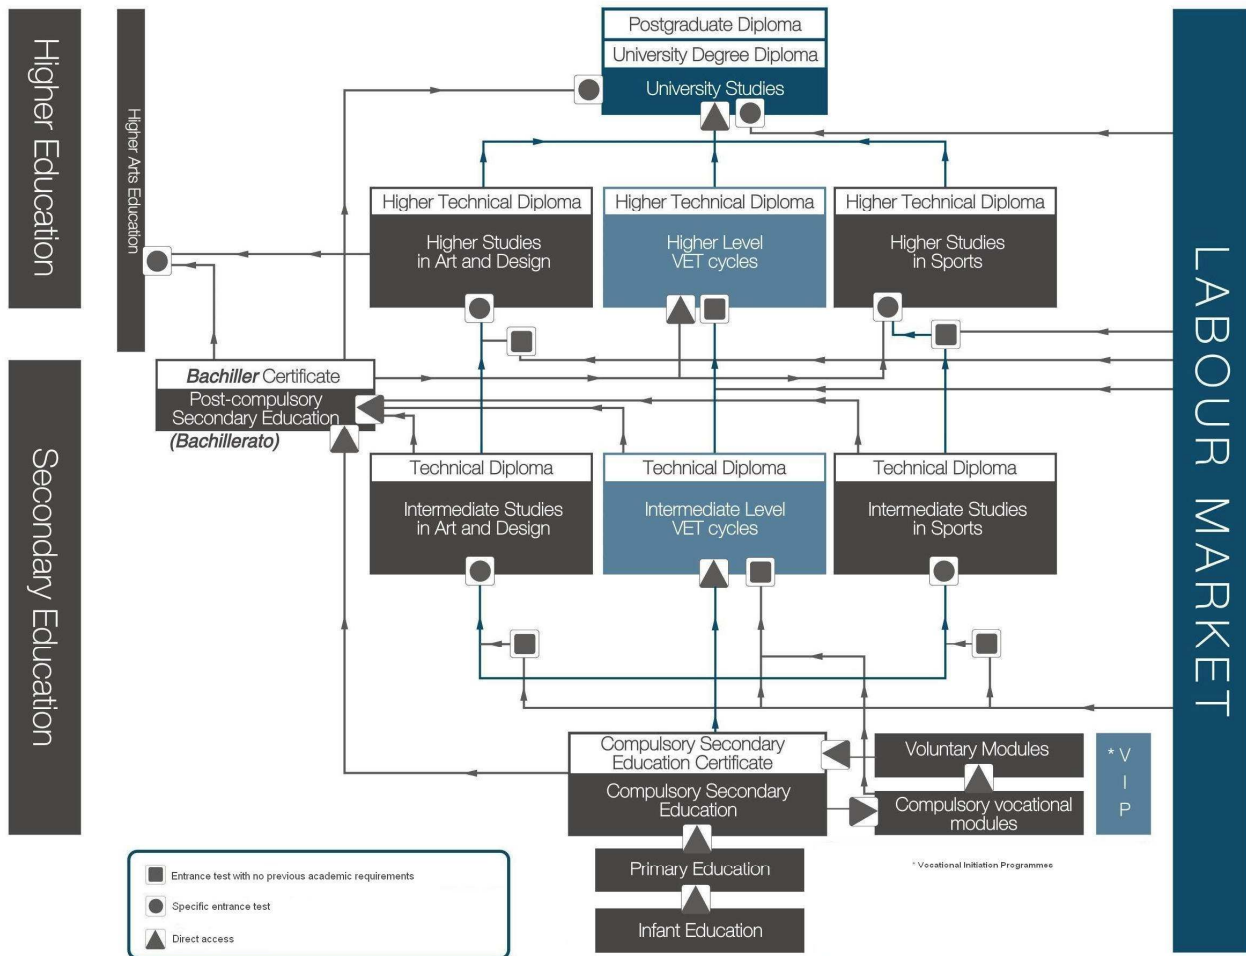 Higher Education
Higher Arts Education
Postgraduate Diploma
University Degree Diploma
University Studies
Higher Technical Diploma
Higher Studies
in Art and Design
Higher Technical Diploma
Higher Level
VET cycles
Higher Technical Diploma
Higher Studies
in Sports
LABOUR MARKET
Secondary Education
Bachiller Certificate
Post-compulsory
Secondary Education
(Bachillerato)
Technical Diploma
Intermediate Studies
in Art and Design
Technical Diploma
Intermediate Level
VET cycles
Technical Diploma
Intermediate Studies
in Sports
Compulsory Secondary
Education Certificate
Compulsory Secondary
Education
Voluntary Modules
Compulsory vocational
modules
* V
I
P
Primary Education
Infant Education
* Vocational Initiation Programmes
Entrance test with no previous academic requirements
Specific entrance test
Direct access